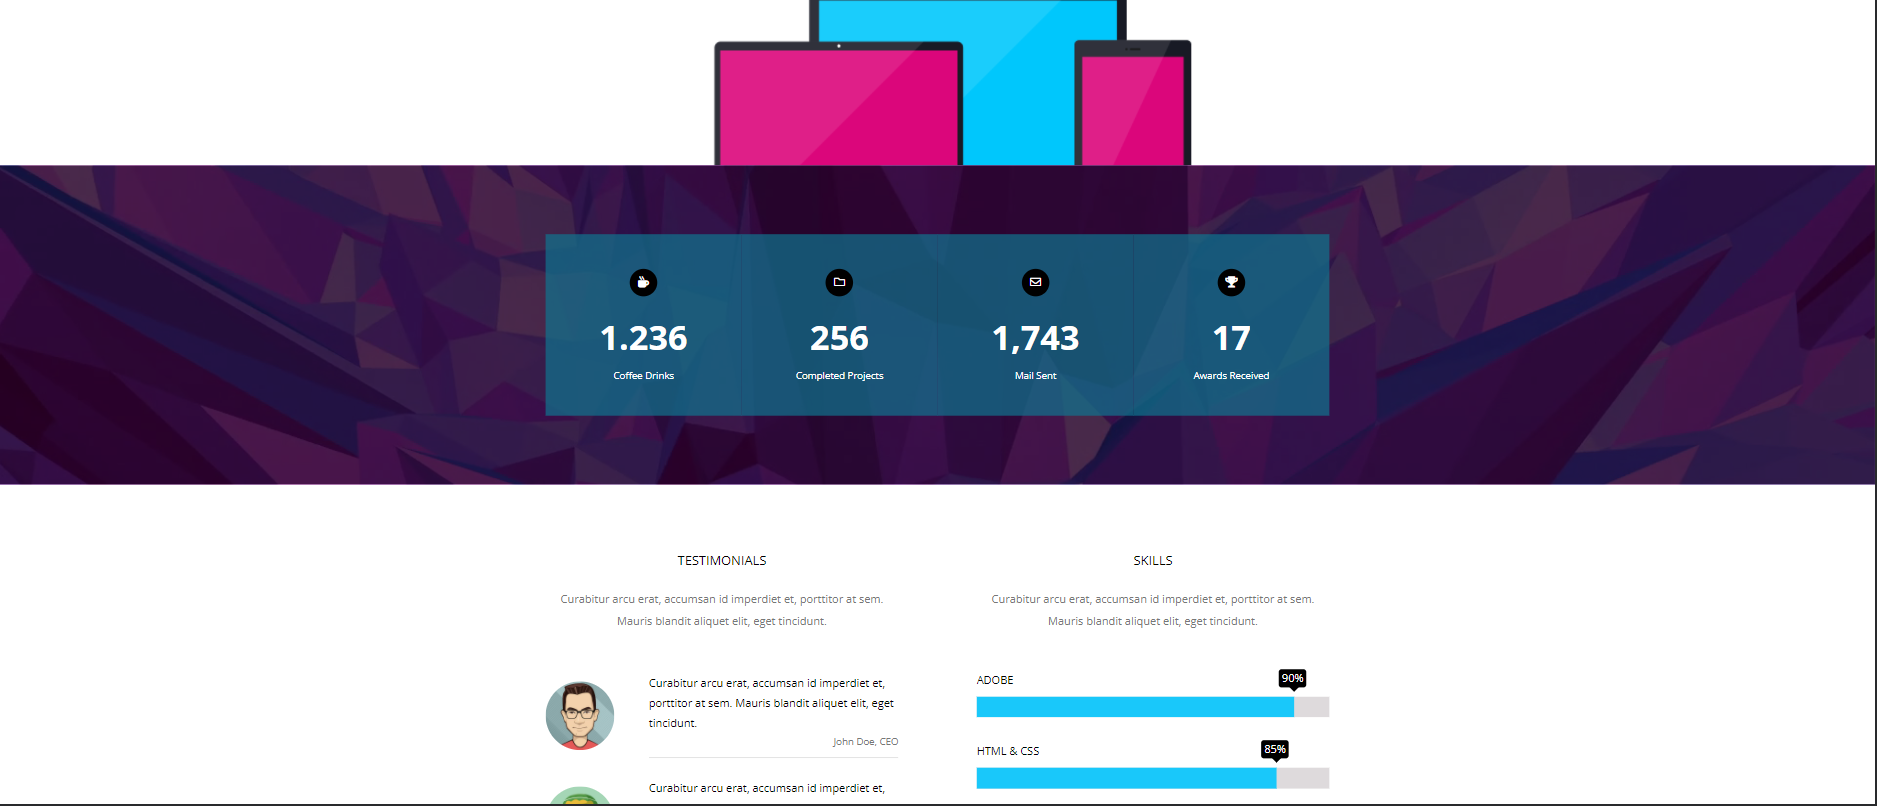 1.236
Coffee Drinks
256
Completed Projects
1,743
Mail Sent
17
Awards Received
TESTIMONIALS
Curabitur arcu erat, accumsan id imperdiet et, porttitor at sem.
Mauris blandit aliquet elit, eget tincidunt.
Curabitur arcu erat, accumsan id imperdiet et,
porttitor at sem. Mauris blandit aliquet elit, eget
tincidunt.
John Doe, CEO
Curabitur arcu erat, accumsan id imperdiet et,
SKILLS
Curabitur arcu erat, accumsan id imperdiet et, porttitor at sem.
Mauris blandit aliquet elit, eget tincidunt.
ADOBE
90%
HTML & CSS
85%